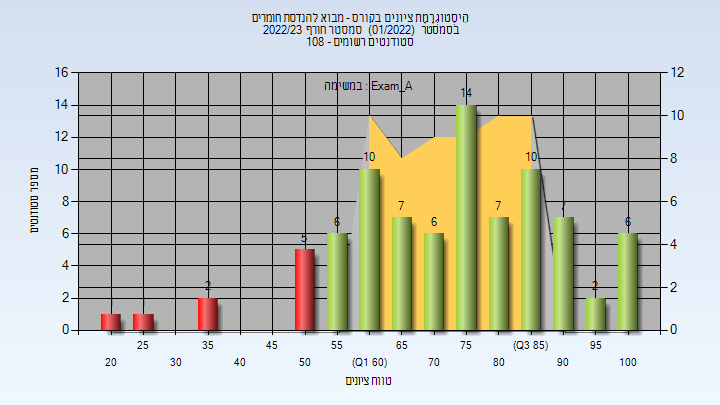 הִיסְטוֹגְרָמַת ציונים בקורס - מבוא להנדסת חומרים
בסמסטר (01/2022) סמסטר חורף 2022/23
סטודנטים רשומים - 108
במשימה : Exam_A
16 14 12 10 8 6 4 2 0
מספר סטודנטים
12 10 8 6 4 2 0
1 1 2 5 6 10 7 6 14 7 10 7 2 6
25 35 45 55 65 75 (Q3 85) 95
20 30 40 50 (Q1 60) 70 80 90 100
טווח ציונים